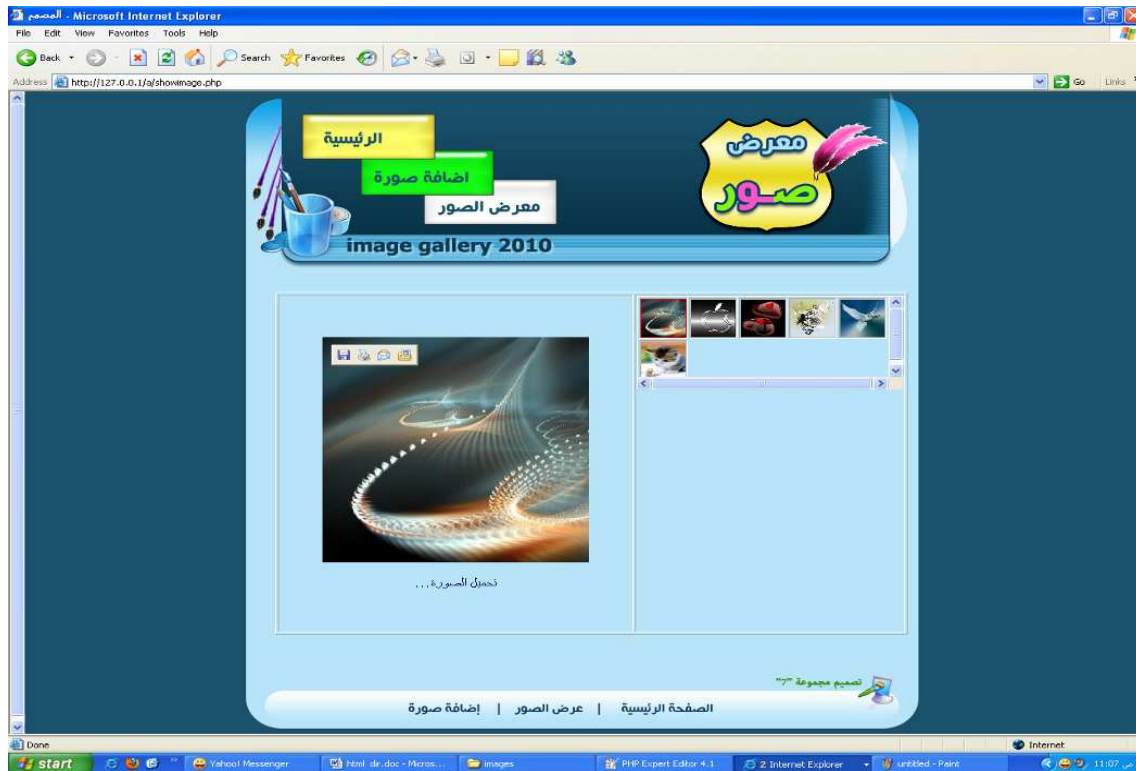 المصمم - Microsoft Internet Explorer
File Edit View Favorites Tools Help
Back Search Favorites
Address http://127.0.0.1/a/showimage.php Go Links
الرئيسية
اضافة صورة
معرض الصور
image gallery 2010
معرض
صور
تحميل الصورة...
تصميم مجموعة "7"
الصفحة الرئيسية | عرض الصور | إضافة صورة
Done Internet
start Yahoo! Messenger html dir.doc - Micros... images PHP Expert Editor 4.1 2 Internet Explorer untitled - Paint 11:07 ص